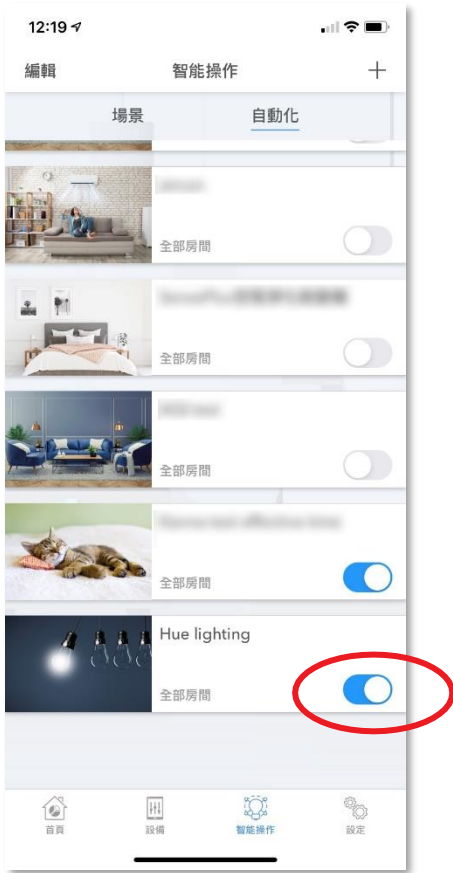 12:19
編輯
智能操作
場景
自動化
全部房間
全部房間
全部房間
全部房間
Hue lighting
全部房間
首頁
設備
智能操作
設定